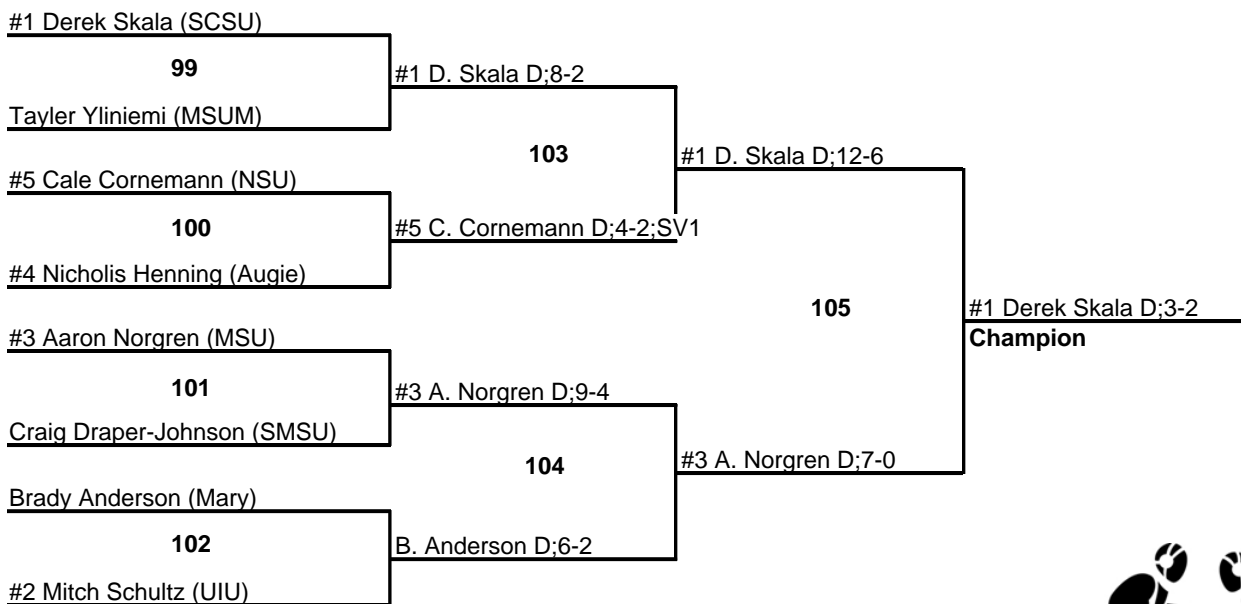 #1 Derek Skala (SCSU)
99
#1 D. Skala D;8-2
Tayler Yliniemi (MSUM)
103
#1 D. Skala D;12-6
#5 Cale Cornemann (NSU)
100
#5 C. Cornemann D;4-2;SV1
#4 Nicholis Henning (Augie)
105
#1 Derek Skala D;3-2
Champion
#3 Aaron Norgren (MSU)
101
#3 A. Norgren D;9-4
Craig Draper-Johnson (SMSU)
104
#3 A. Norgren D;7-0
Brady Anderson (Mary)
102
B. Anderson D;6-2
#2 Mitch Schultz (UIU)